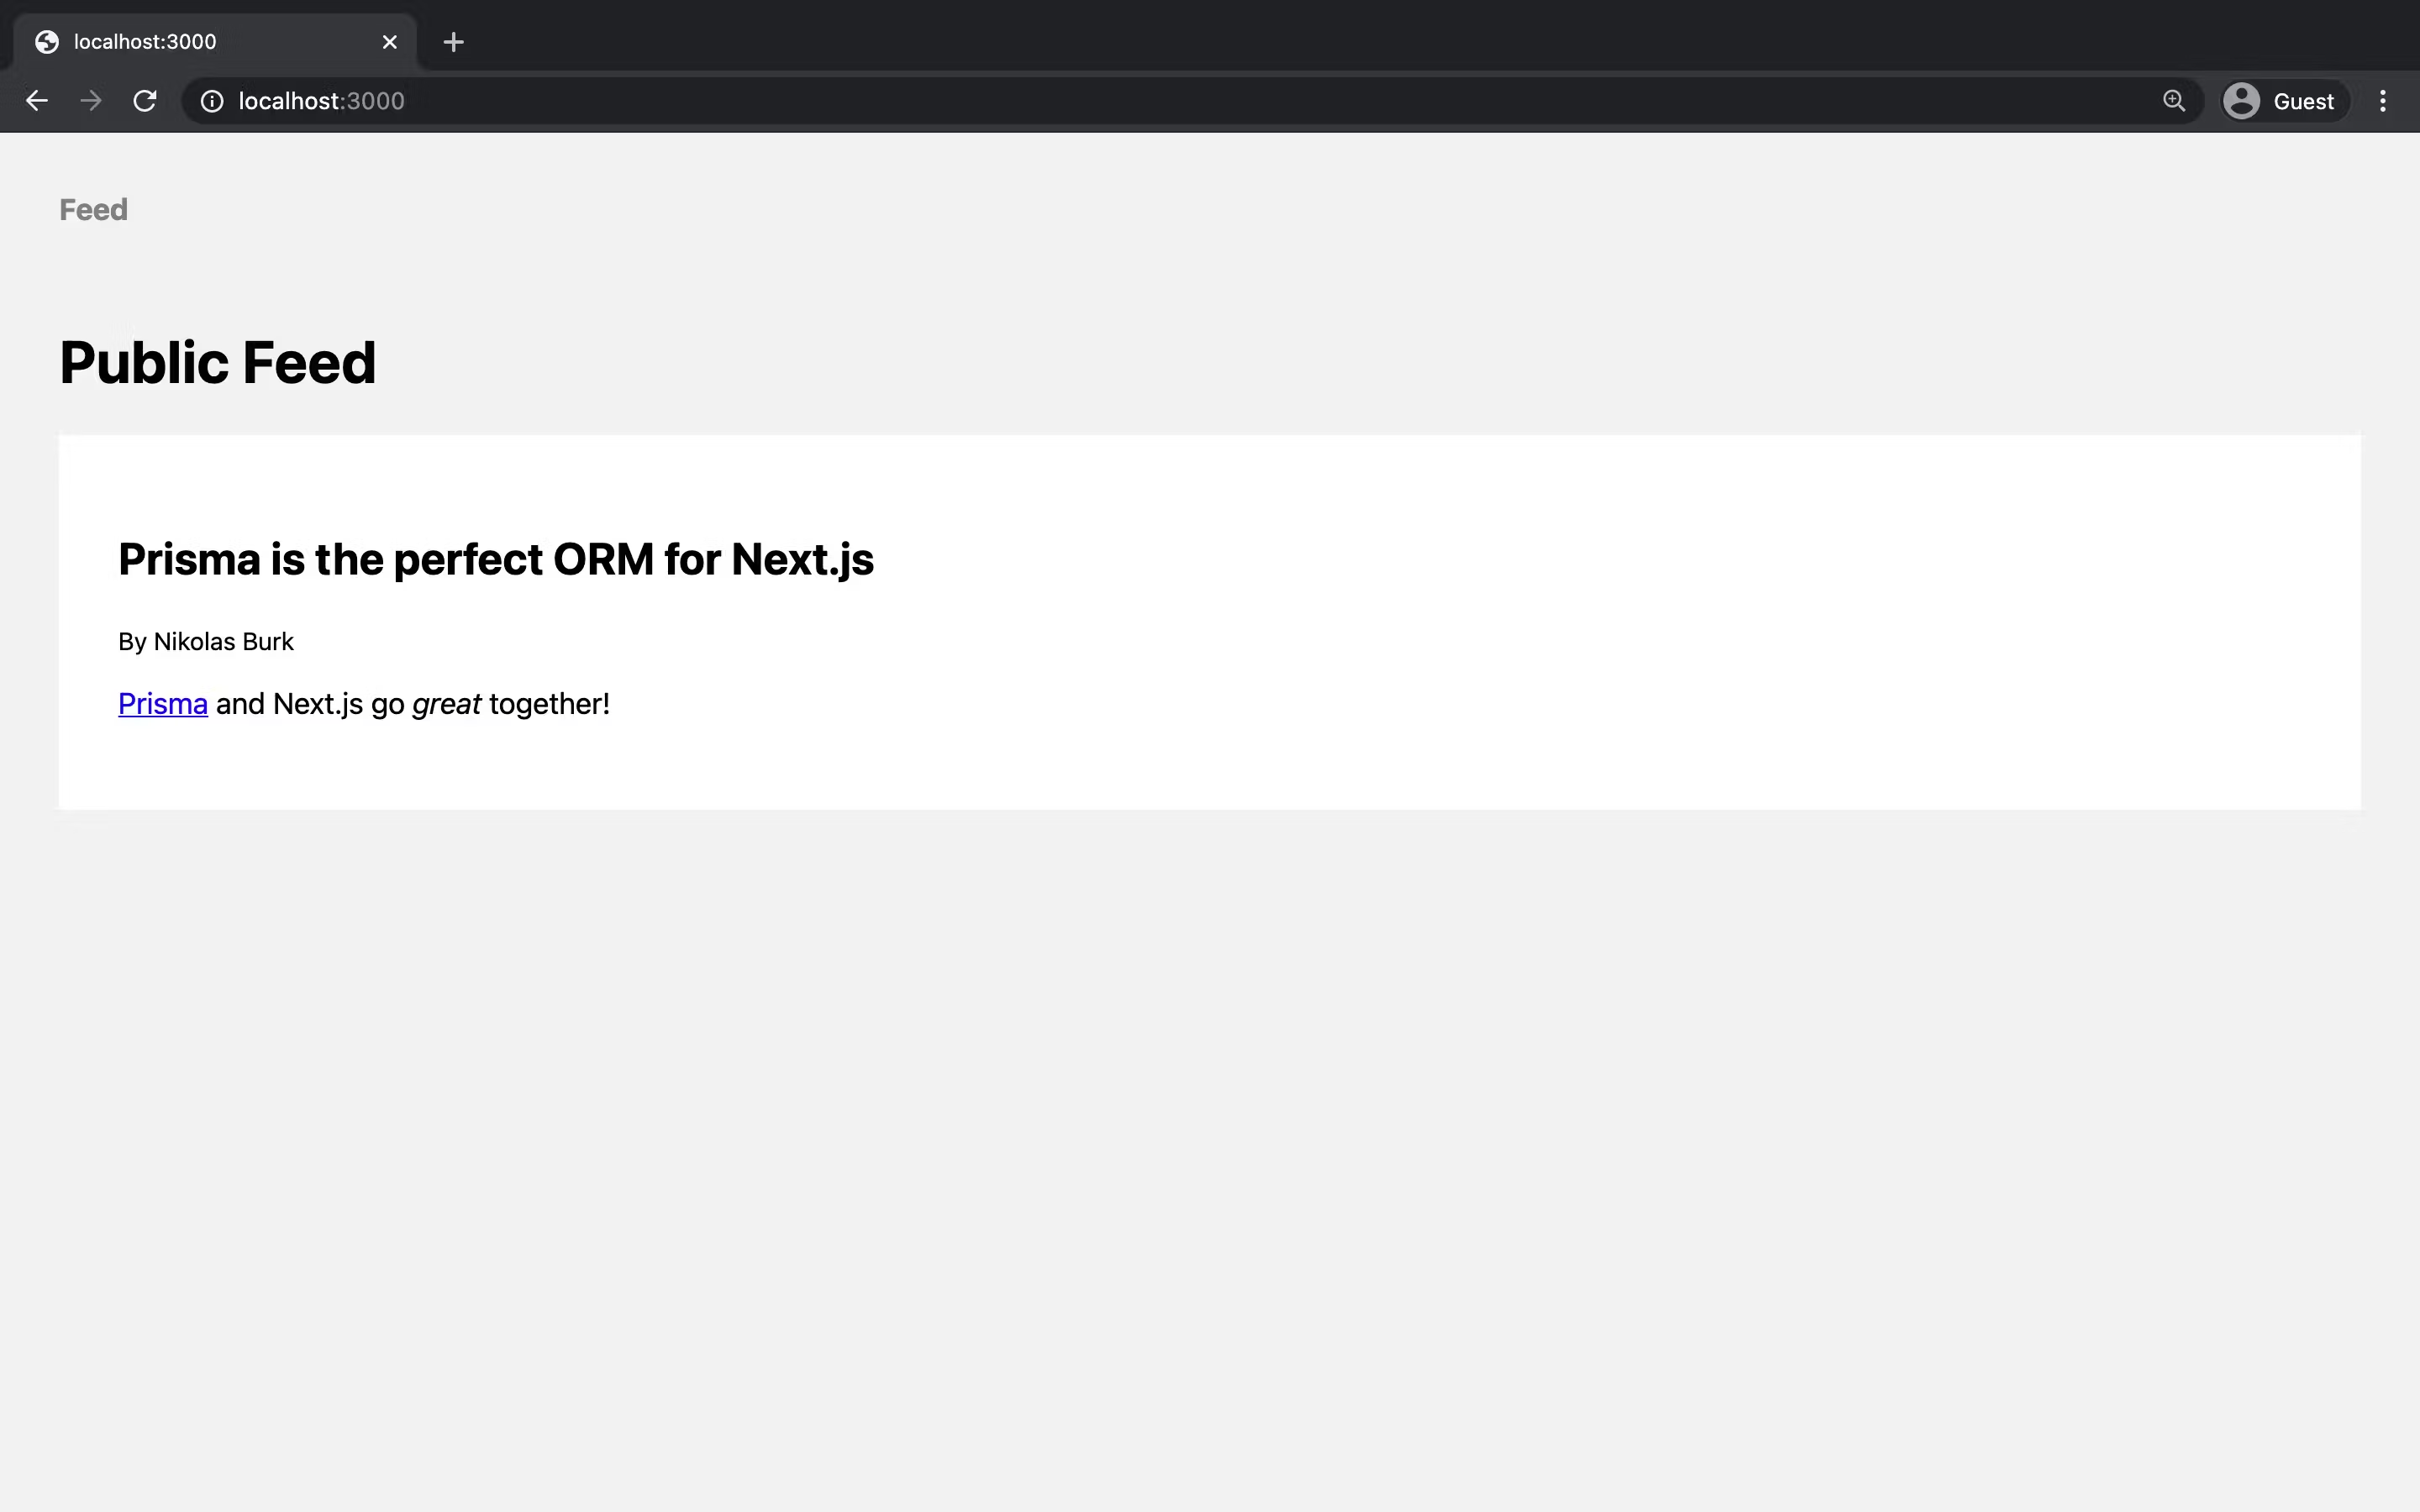 localhost:3000
localhost:3000
Guest
Feed
Public Feed
Prisma is the perfect ORM for Next.js
By Nikolas Burk
Prisma and Next.js go great together!